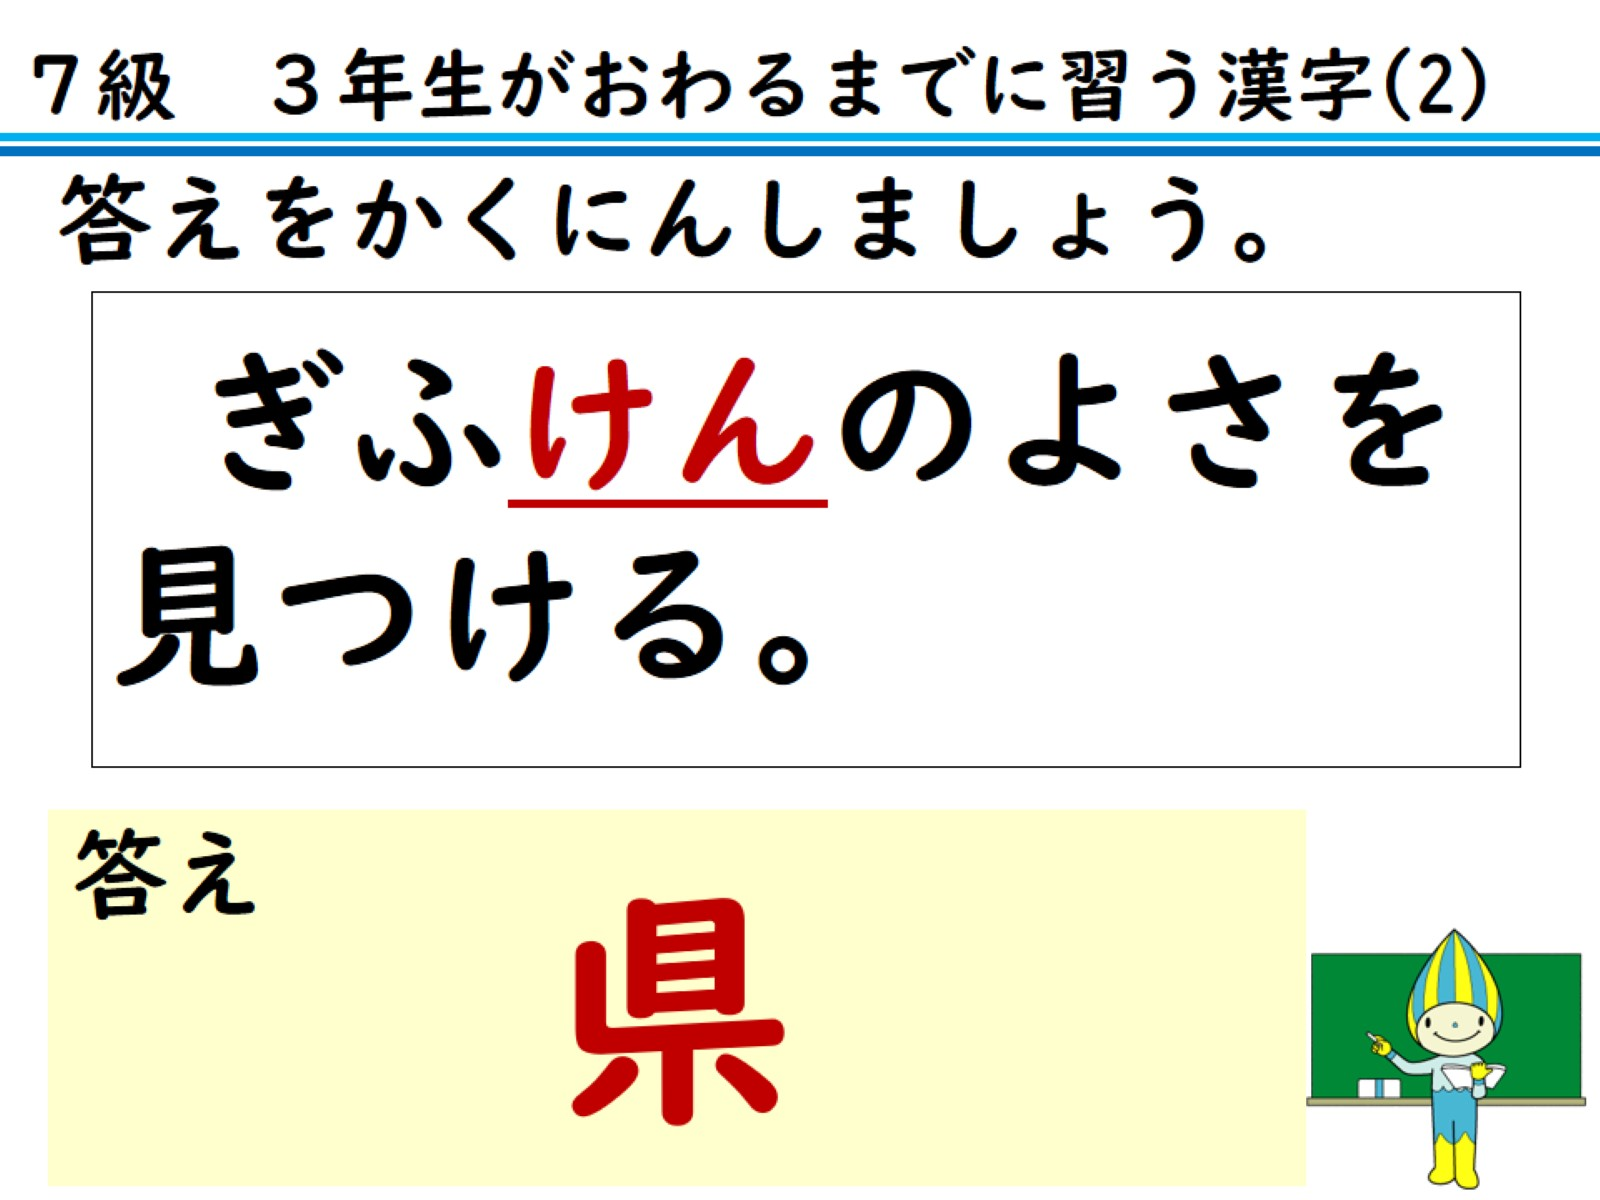 ７級　３年生がおわるまでに習う漢字(2)
答えをかくにんしましょう。
ぎふけんのよさを
見つける。
答え
県